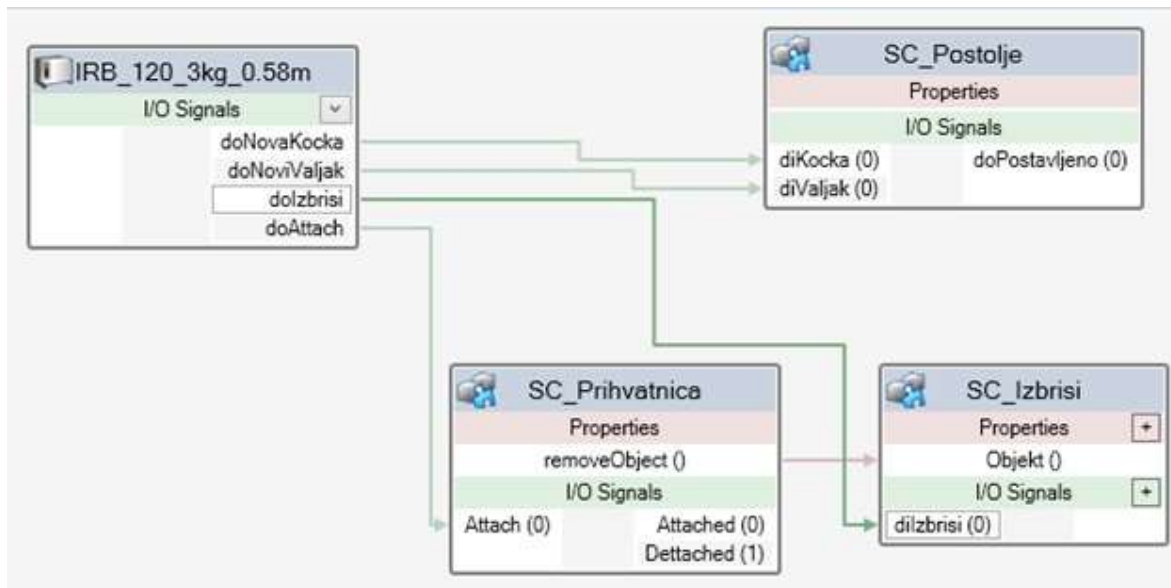 IRB_120_3kg_0.58m
I/O Signals
doNovaKocka
doNoviValjak
doIzbrisi
doAttach
SC_Postolje
Properties
I/O Signals
diKocka (0) doPostavljeno (0)
diValjak (0)
SC_Prihvatnica
Properties
removeObject ()
I/O Signals
Attach (0) Attached (0)
Dettached (1)
SC_Izbrisi
Properties +
Objekt ()
I/O Signals +
diIzbrisi (0)